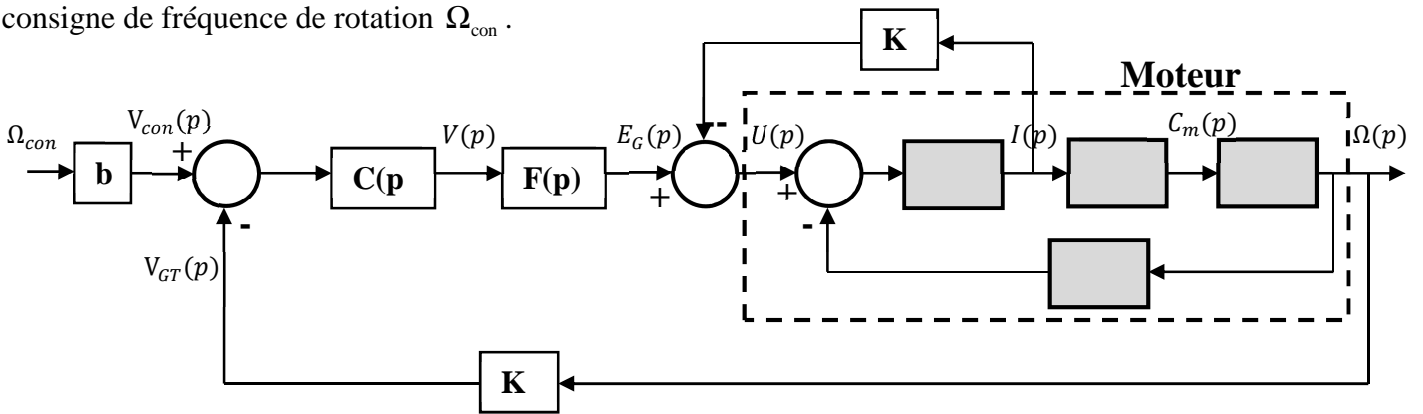 consigne de fréquence de rotation Ω_con .
K
Moteur
Ω_con
V_con(p)
V(p)
E_G(p)
--
U(p)
I(p)
C_m(p)
Ω(p)
+
b
C(p
F(p)
+
+
-
-
V_GT(p)
K